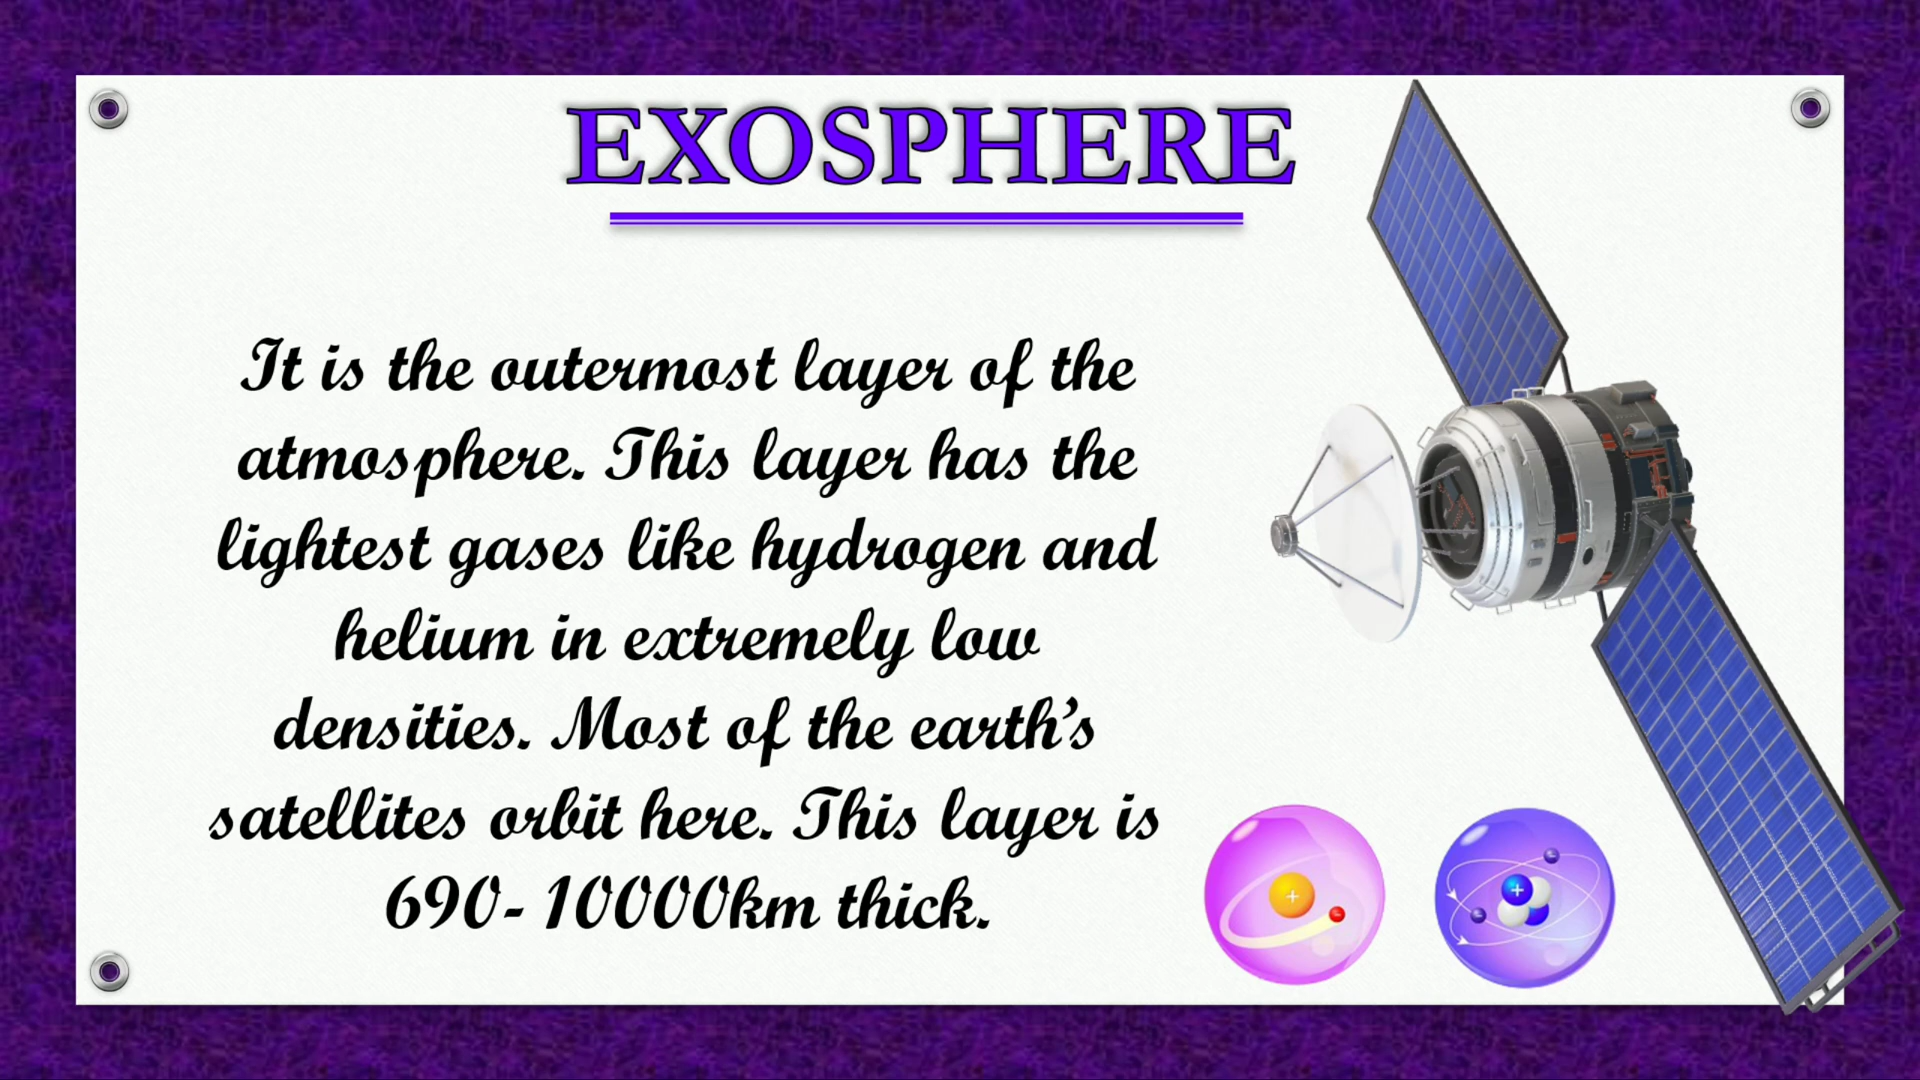 EXOSPHERE
It is the outermost layer of the
atmosphere. This layer has the
lightest gases like hydrogen and
helium in extremely low
densities. Most of the earth’s
satellites orbit here. This layer is
690- 10000km thick.
+
-
+
-
-